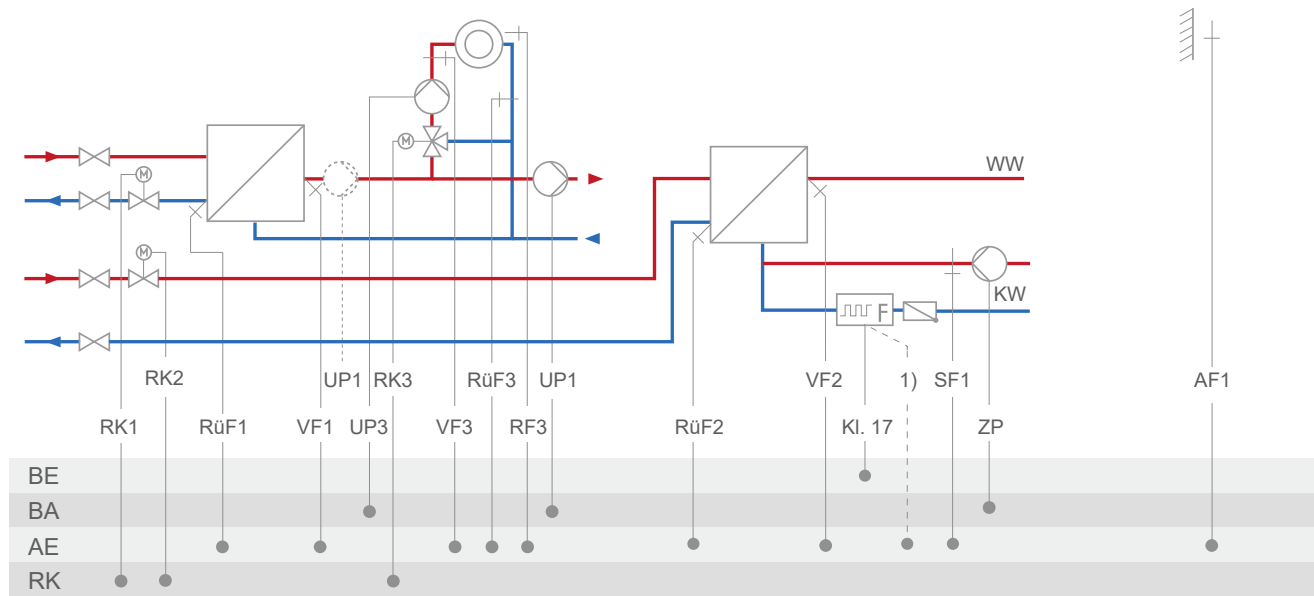 M
M
M
WW
F
KW
RK2
UP1
RK3
RüF3
UP1
VF2
1)
SF1
AF1
RK1
RüF1
VF1
UP3
VF3
RF3
RüF2
Kl. 17
ZP
BE
BA
AE
RK